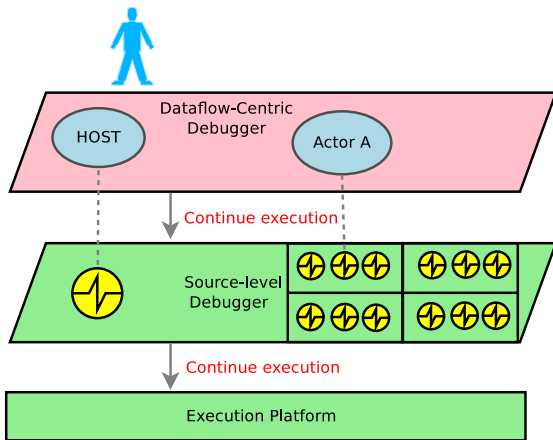 Dataflow-Centric
Debugger
HOST
Actor A
Continue execution
Source-level
Debugger
Continue execution
Execution Platform